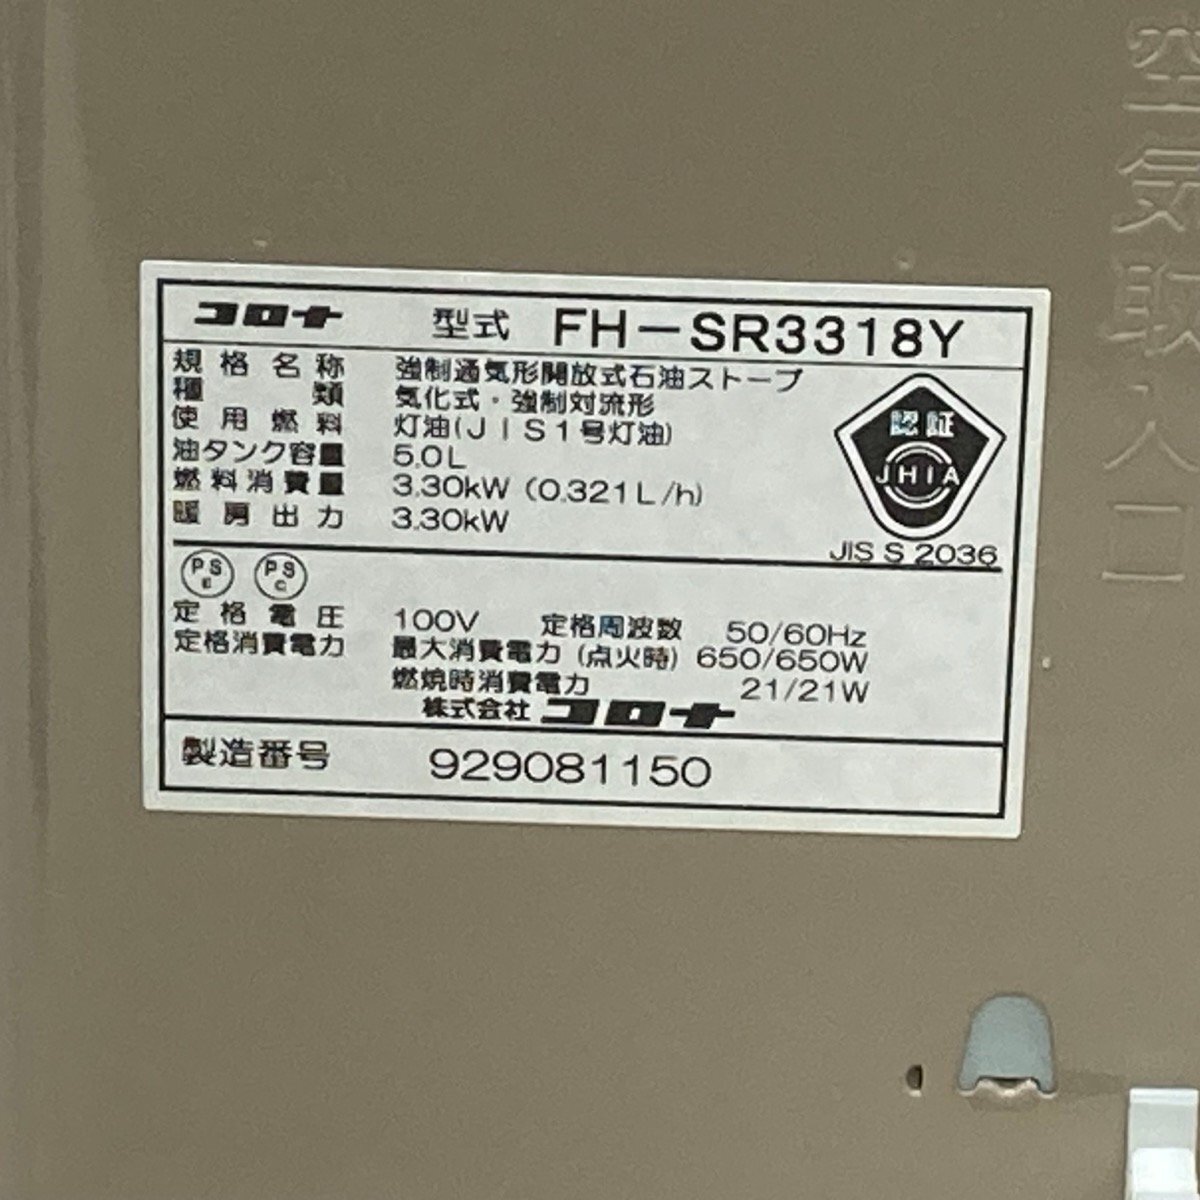 コロナ 型式 FH-SR3318Y
規格名称 強制通気形開放式石油ストーブ
種類 気化式・強制対流形
使用燃料 灯油(JIS1号灯油)
油タンク容量 5.0L
燃料消費量 3.30kW (0.321L/h)
暖房出力 3.30kW
認証
JHIA
JIS S 2036
PS E PS C
定格電圧 100V 定格周波数 50/60Hz
定格消費電力 最大消費電力(点火時) 650/650W
燃焼時消費電力 21/21W
株式会社 コロナ
製造番号 929081150
空気取入口